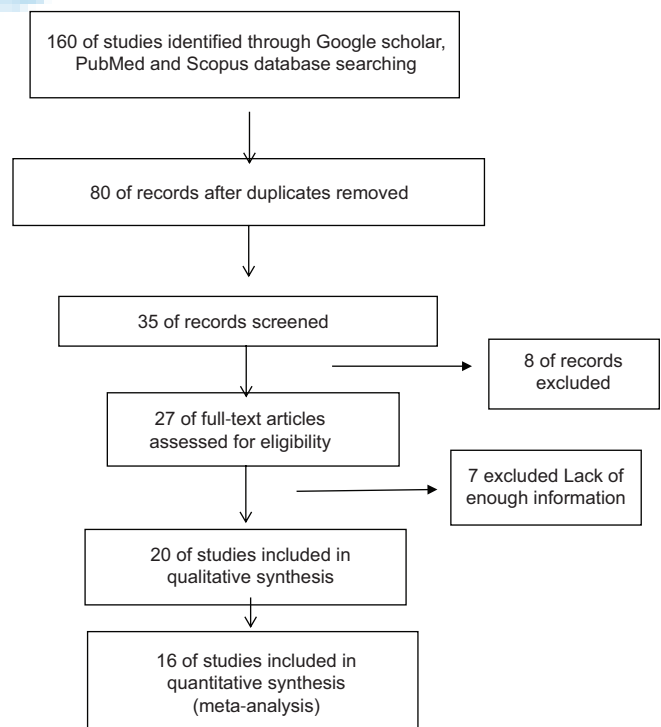 160 of studies identified through Google scholar,
PubMed and Scopus database searching
80 of records after duplicates removed
35 of records screened
8 of records
excluded
27 of full-text articles
assessed for eligibility
7 excluded Lack of
enough information
20 of studies included in
qualitative synthesis
16 of studies included in
quantitative synthesis
(meta-analysis)